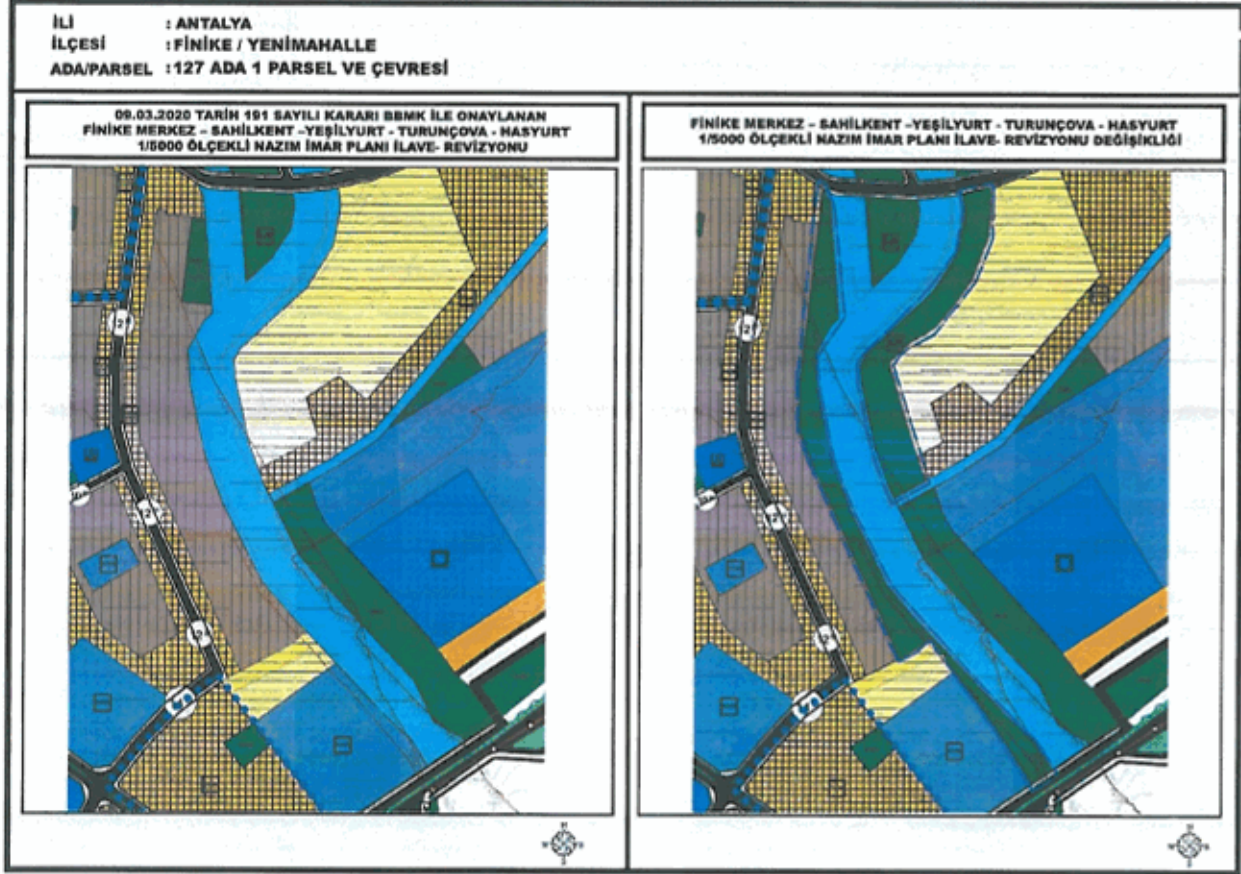 İLİ : ANTALYA
İLÇESİ : FİNİKE / YENİMAHALLE
ADA/PARSEL : 127 ADA 1 PARSEL VE ÇEVRESİ
09.03.2020 TARİH 191 SAYILI KARARI BBMK İLE ONAYLANAN
FİNİKE MERKEZ – SAHİLKENT –YEŞİLYURT - TURUNÇOVA - HASYURT
1/5000 ÖLÇEKLİ NAZIM İMAR PLANI İLAVE- REVİZYONU
FİNİKE MERKEZ – SAHİLKENT –YEŞİLYURT - TURUNÇOVA - HASYURT
1/5000 ÖLÇEKLİ NAZIM İMAR PLANI İLAVE- REVİZYONU DEĞİŞİKLİĞİ